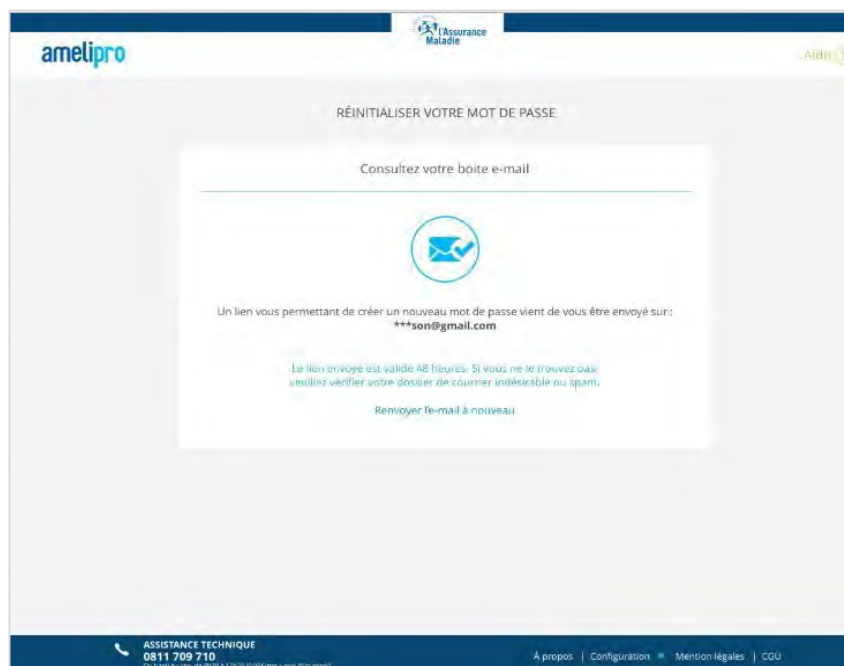 l'Assurance
Maladie
amelipro
Aide
RÉINITIALISER VOTRE MOT DE PASSE
Consultez votre boite e-mail
Un lien vous permettant de créer un nouveau mot de passe vient de vous être envoyé sur :
***son@gmail.com
Le lien envoyé est valide 48 heures. Si vous ne le trouvez pas,
veuillez vérifier votre dossier de courrier indésirable ou spam.
Renvoyer l'e-mail à nouveau
ASSISTANCE TECHNIQUE
0811 709 710
À propos | Configuration Mention légales | CGU